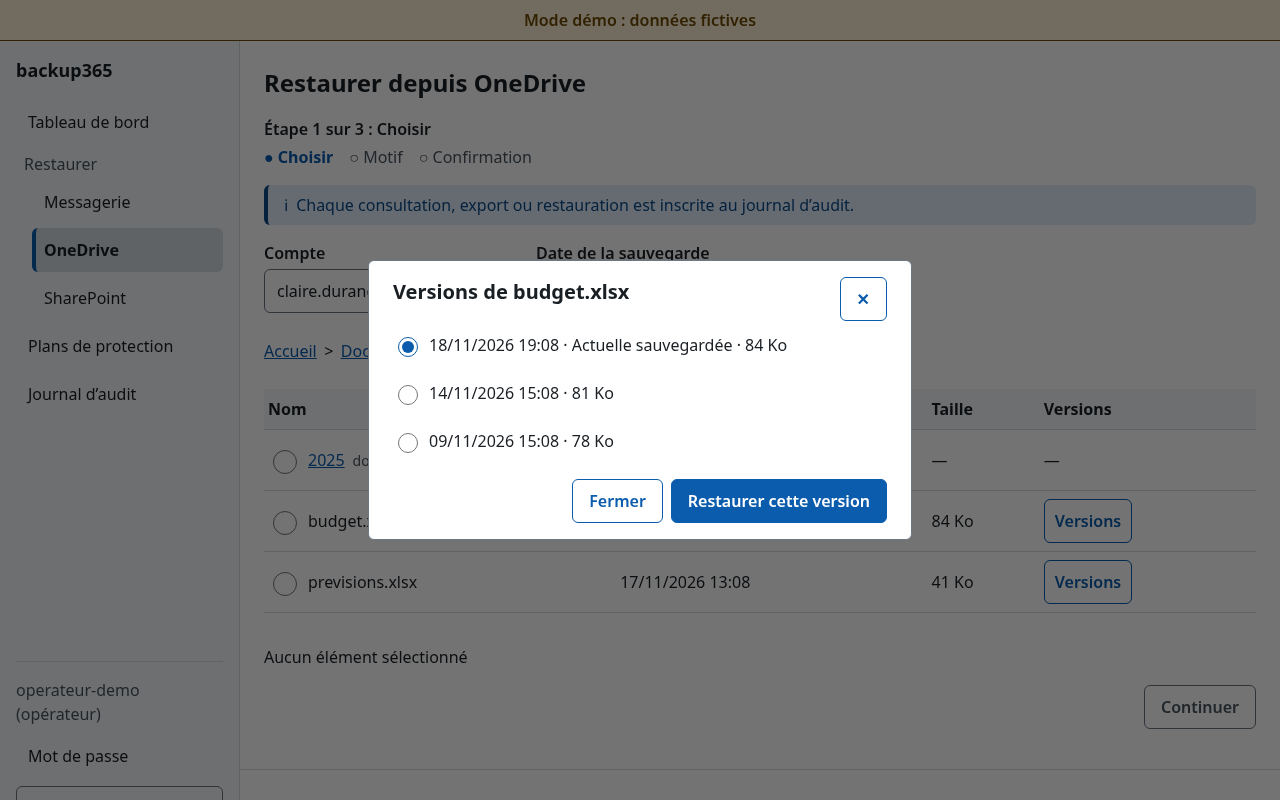 Mode démo : données fictives
backup365
Tableau de bord
Restaurer
Messagerie
OneDrive
SharePoint
Plans de protection
Journal d’audit
operateur-demo
(opérateur)
Mot de passe
Restaurer depuis OneDrive
Étape 1 sur 3 : Choisir
● Choisir ○ Motif ○ Confirmation
i Chaque consultation, export ou restauration est inscrite au journal d’audit.
Compte Date de la sauvegarde
Accueil >
Versions de budget.xlsx
×
18/11/2026 19:08 · Actuelle sauvegardée · 84 Ko
14/11/2026 15:08 · 81 Ko
09/11/2026 15:08 · 78 Ko
Fermer Restaurer cette version
Nom Taille Versions
2025 — —
84 Ko Versions
previsions.xlsx 17/11/2026 13:08 41 Ko Versions
Aucun élément sélectionné
Continuer